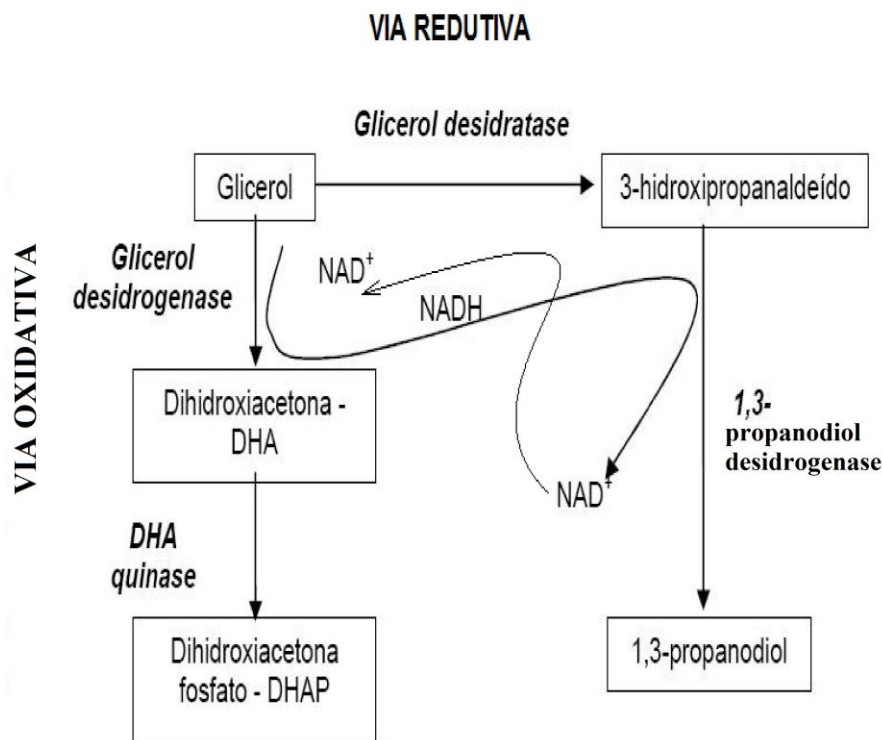 VIA REDUTIVA
Glicerol desidratase
Glicerol
3-hidroxipropanaldeído
Glicerol
desidrogenase
NAD⁺
NADH
VIA OXIDATIVA
Dihidroxiacetona -
DHA
1,3-
propanodiol
desidrogenase
NAD⁺
DHA
quinase
Dihidroxiacetona
fosfato - DHAP
1,3-propanodiol